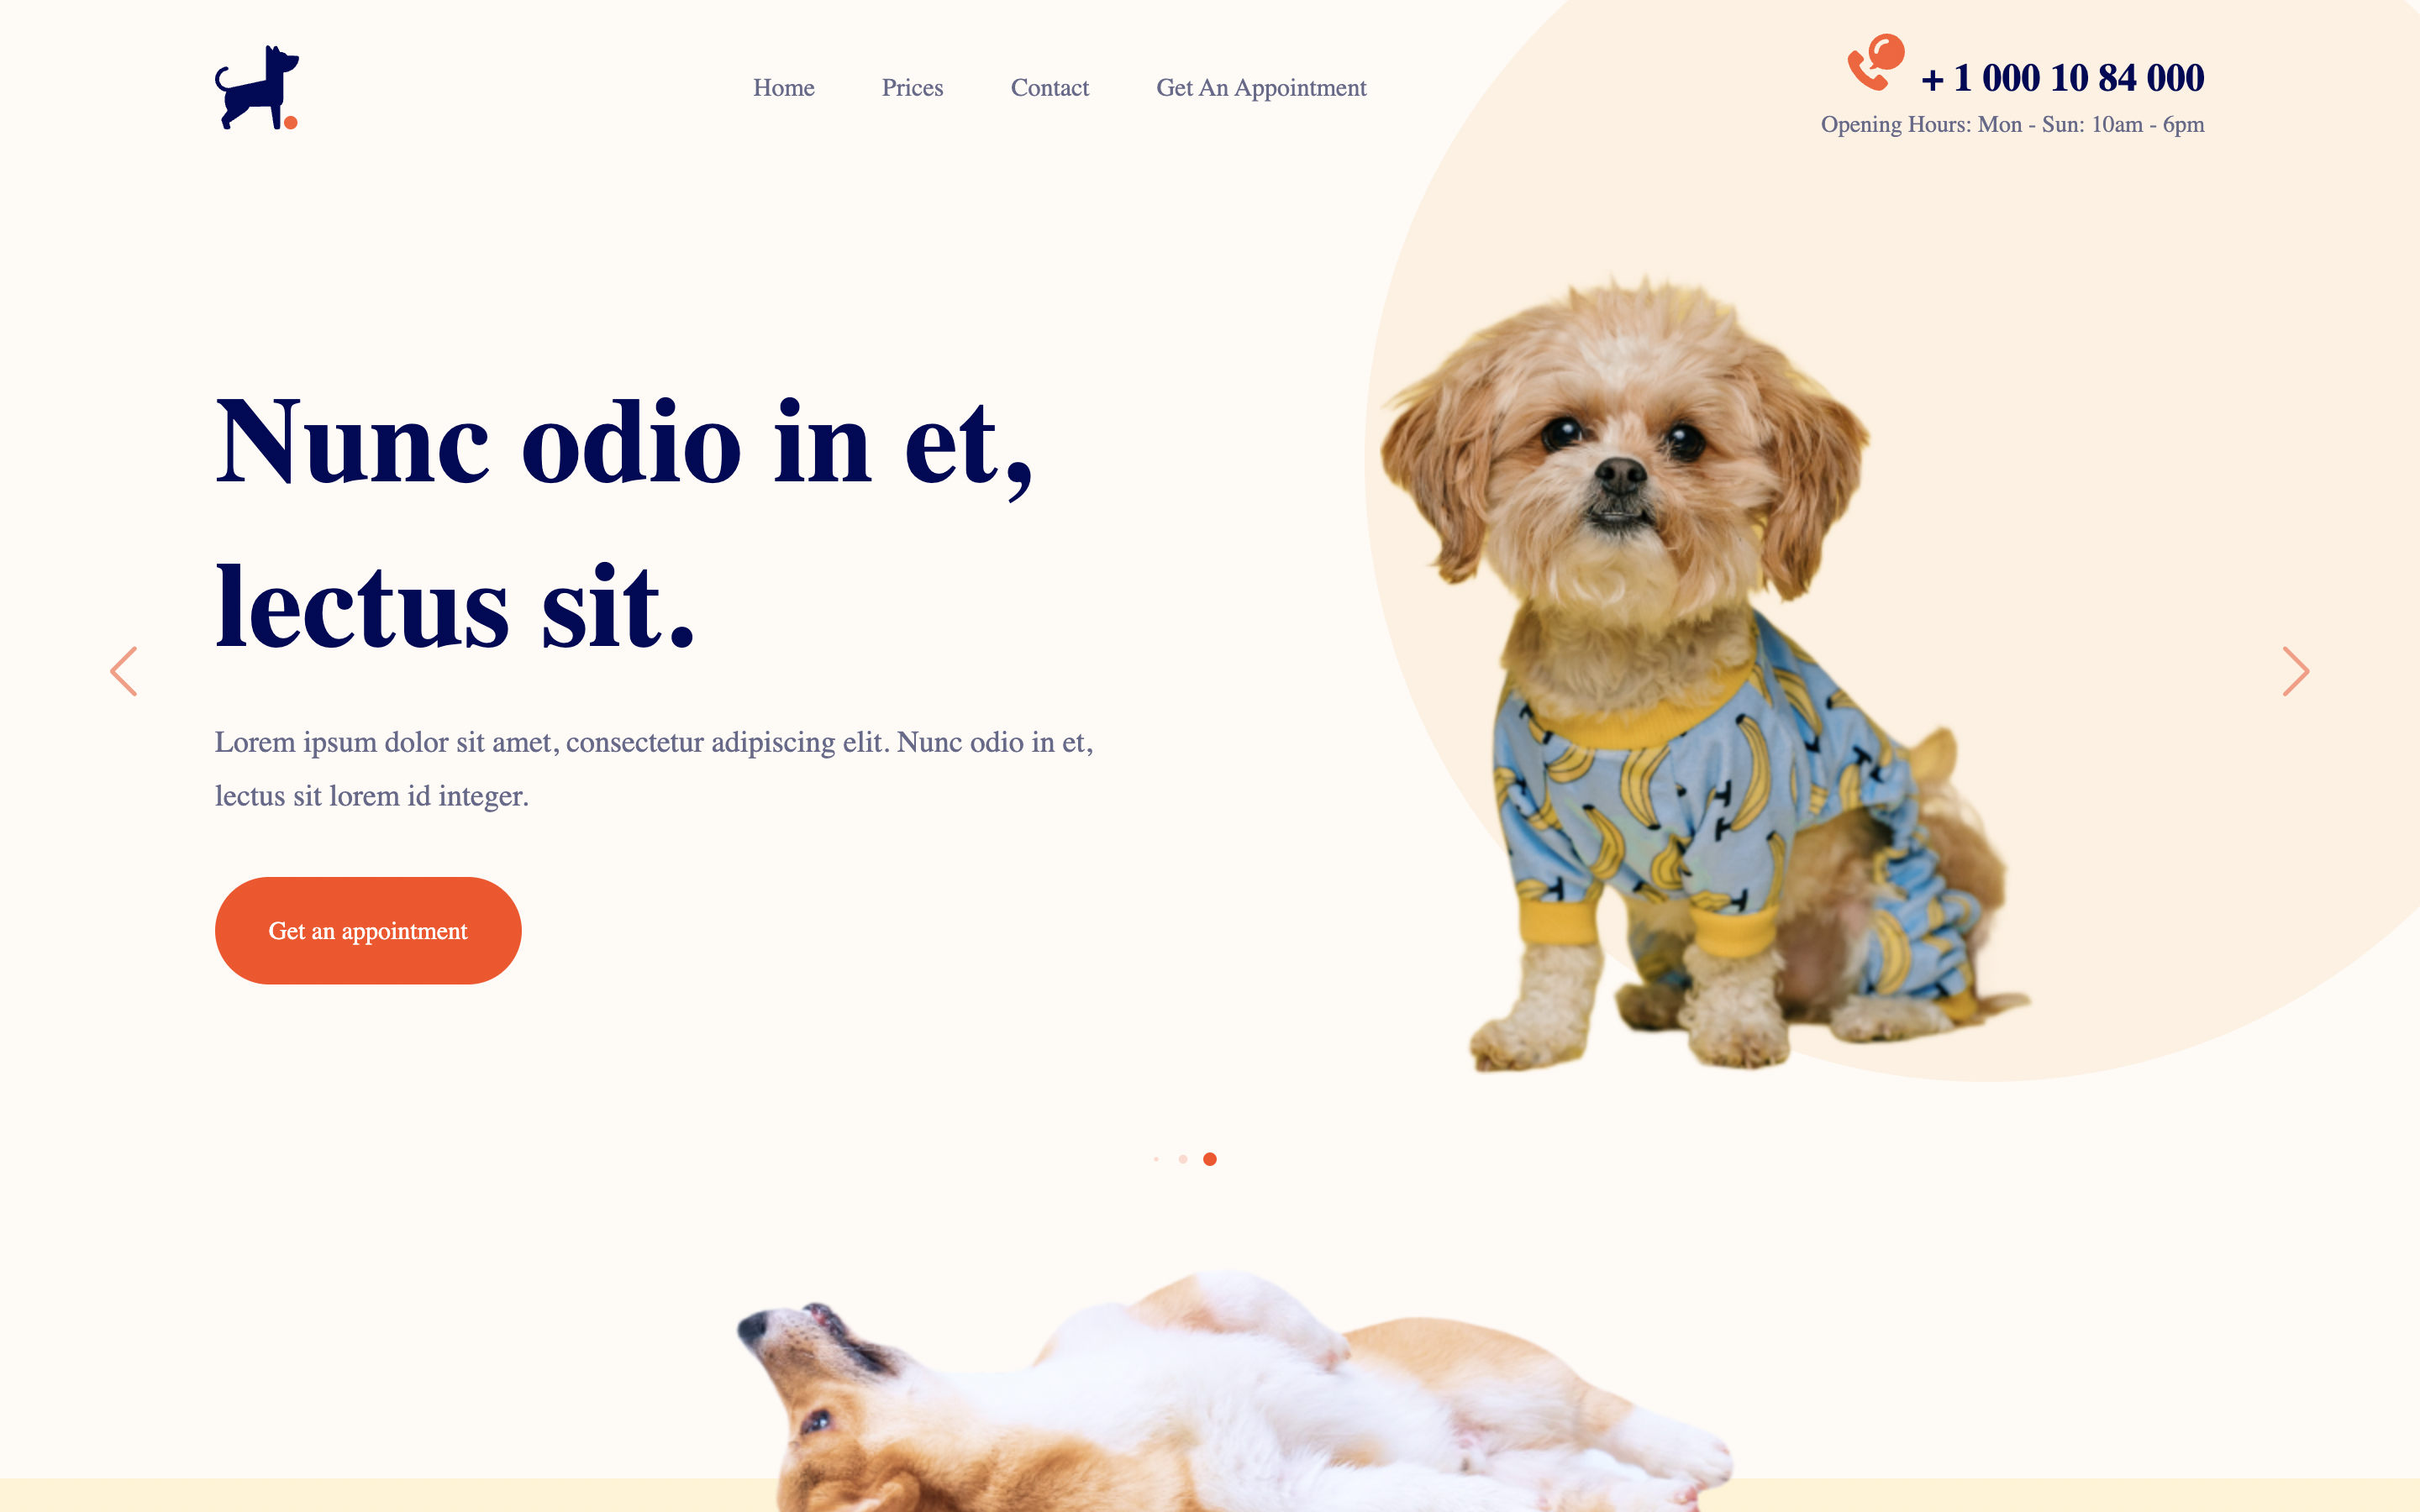 Home
Prices
Contact
Get An Appointment
+ 1 000 10 84 000
Opening Hours: Mon - Sun: 10am - 6pm
Nunc odio in et,
lectus sit.
Lorem ipsum dolor sit amet, consectetur adipiscing elit. Nunc odio in et,
lectus sit lorem id integer.
Get an appointment